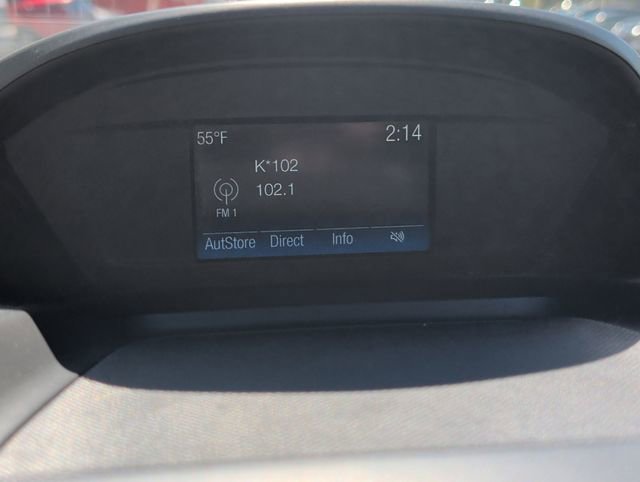 55°F 2:14
K*102
102.1
FM 1
AutStore Direct Info